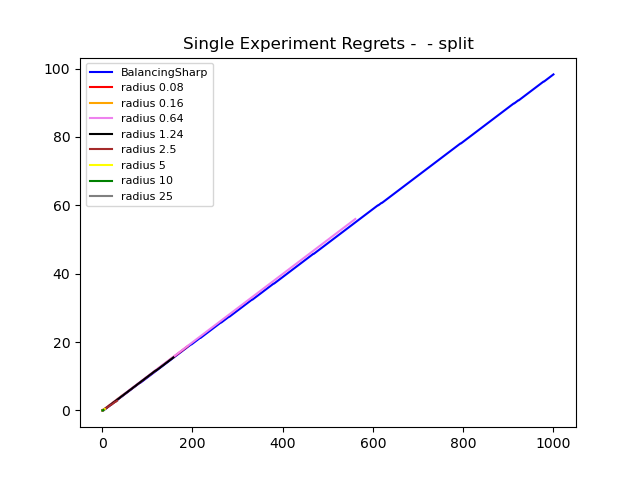 Single Experiment Regrets -  - split
100
80
60
40
20
0
BalancingSharp
radius 0.08
radius 0.16
radius 0.64
radius 1.24
radius 2.5
radius 5
radius 10
radius 25
0 200 400 600 800 1000